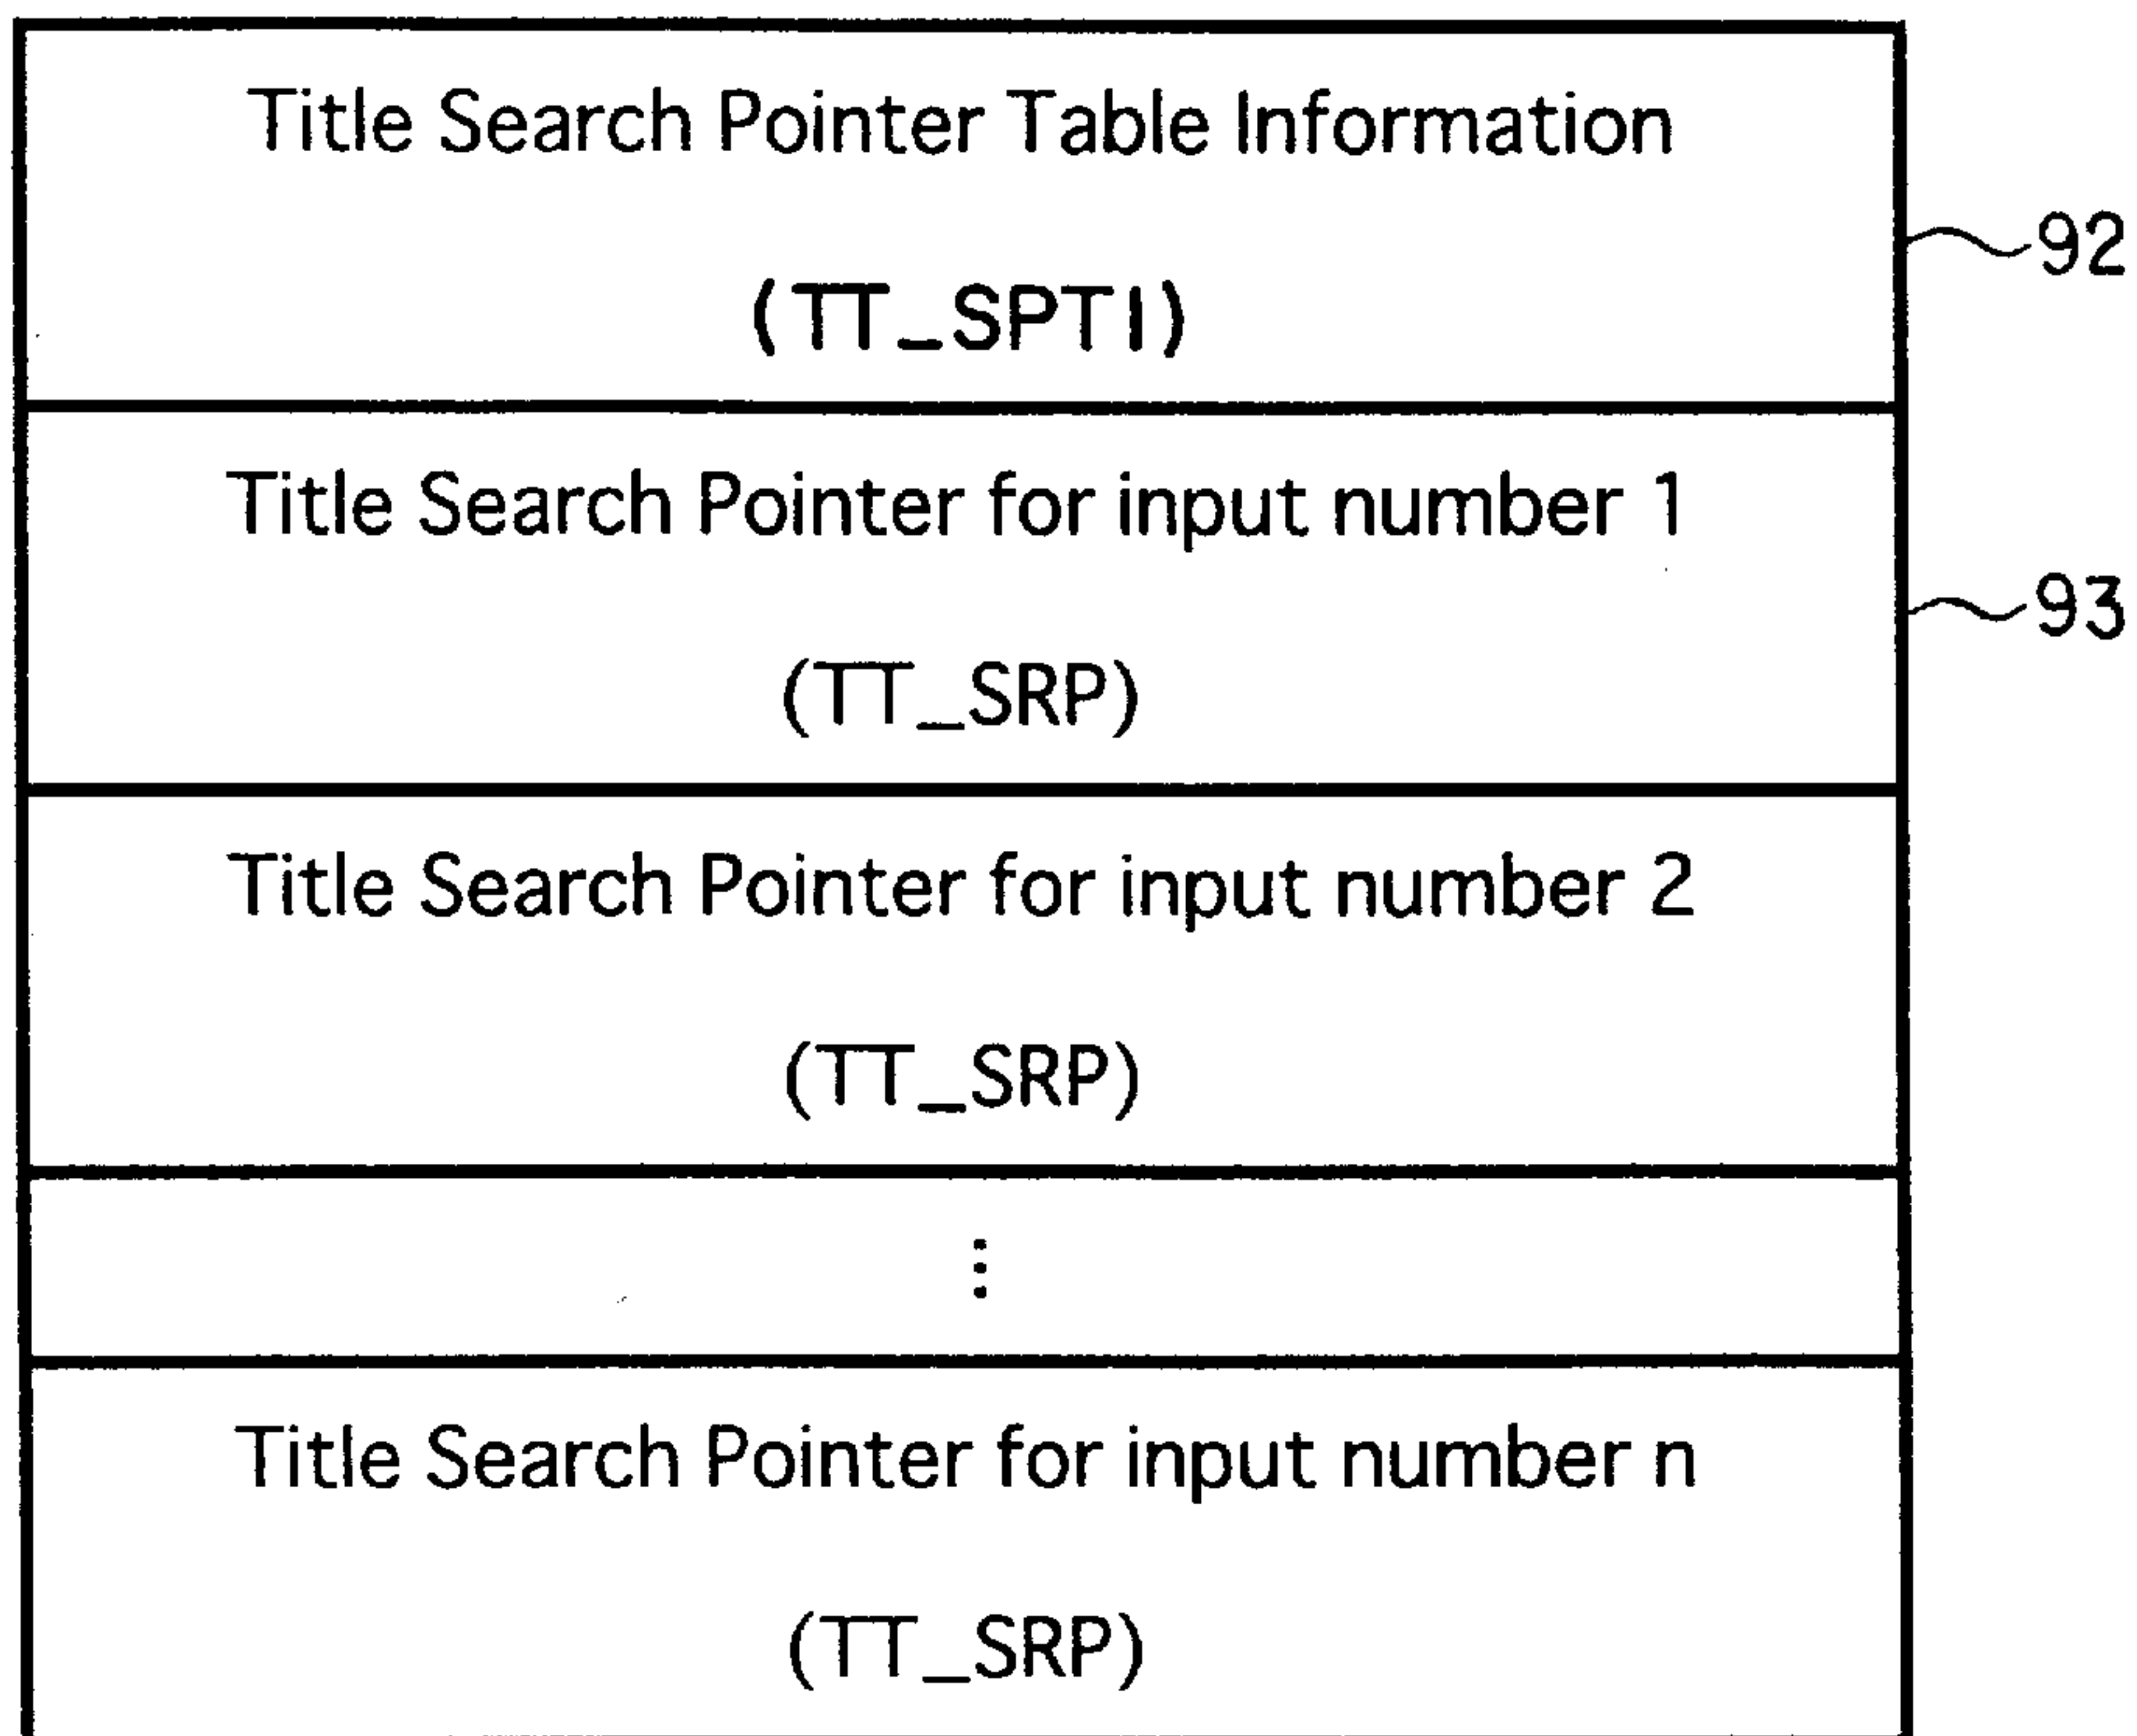 Title Search Pointer Table Information
92
(TT_SPTI)
Title Search Pointer for input number 1
93
(TT_SRP)
Title Search Pointer for input number 2
(TT_SRP)
⋮
Title Search Pointer for input number n
(TT_SRP)